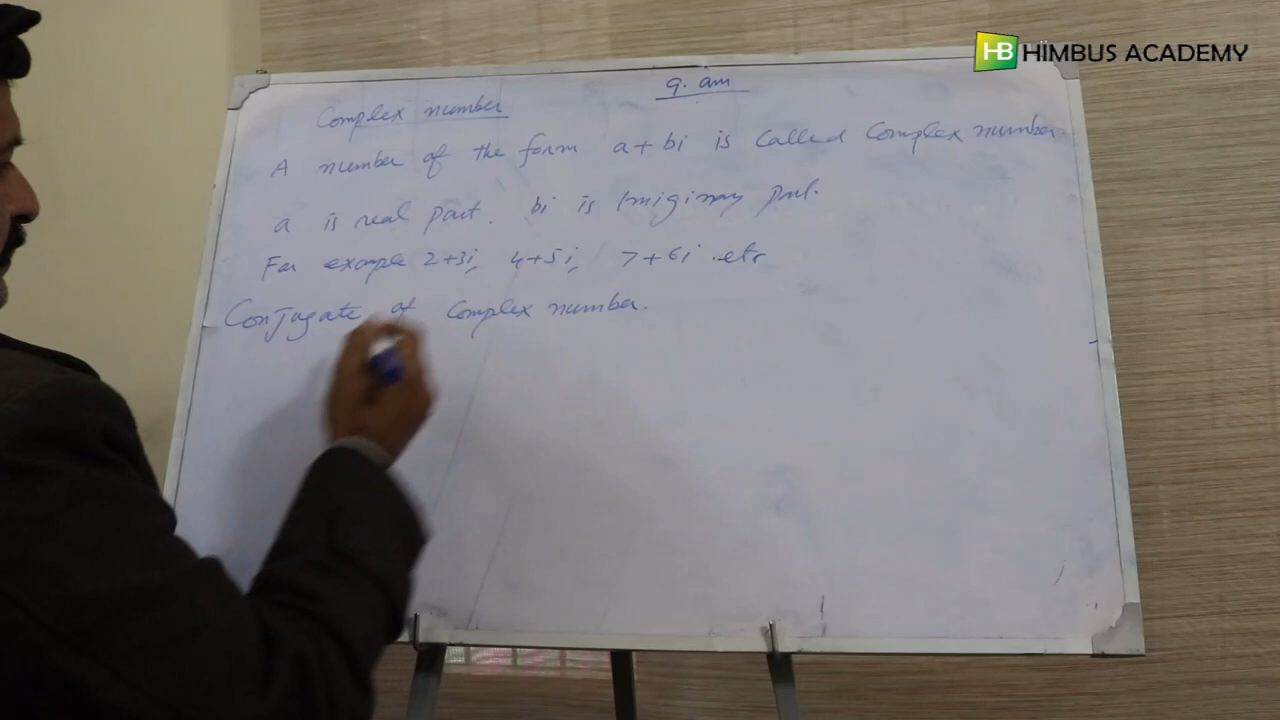 HB HIMBUS ACADEMY
9. am
Complex number
A number of the form a + bi is Called Complex number
a is real part. bi is Imiginary part.
For example 2+3i, 4+5i, 7+6i .etc
Conjugate of Complex number.